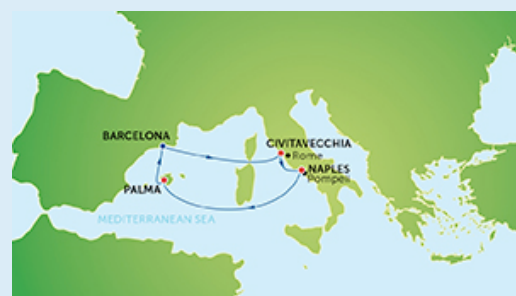 BARCELONA
CIVITAVECCHIA
Rome
NAPLES
Pompeii
PALMA
MEDITERRANEAN SEA